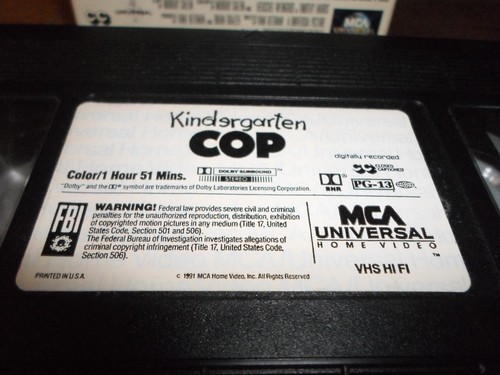 MCA
Kindergarten
COP
digitally recorded
Color/1 Hour 51 Mins.
DOLBY SURROUND
STEREO
CLOSED
CAPTIONED
"Dolby" and the DD® symbol are trademarks of Dolby Laboratories Licensing Corporation.
BNR
PG-13
FBI
WARNING! Federal law provides severe civil and criminal
penalties for the unauthorized reproduction, distribution, exhibition
of copyrighted motion pictures in any medium (Title 17, United
States Code, Section 501 and 506).
The Federal Bureau of Investigation investigates allegations of
criminal copyright infringement (Title 17, United States Code,
Section 506).
MCA
UNIVERSAL
HOME VIDEO
TM
VHS HI FI
PRINTED IN U.S.A.
© 1991 MCA Home Video, Inc. All Rights Reserved